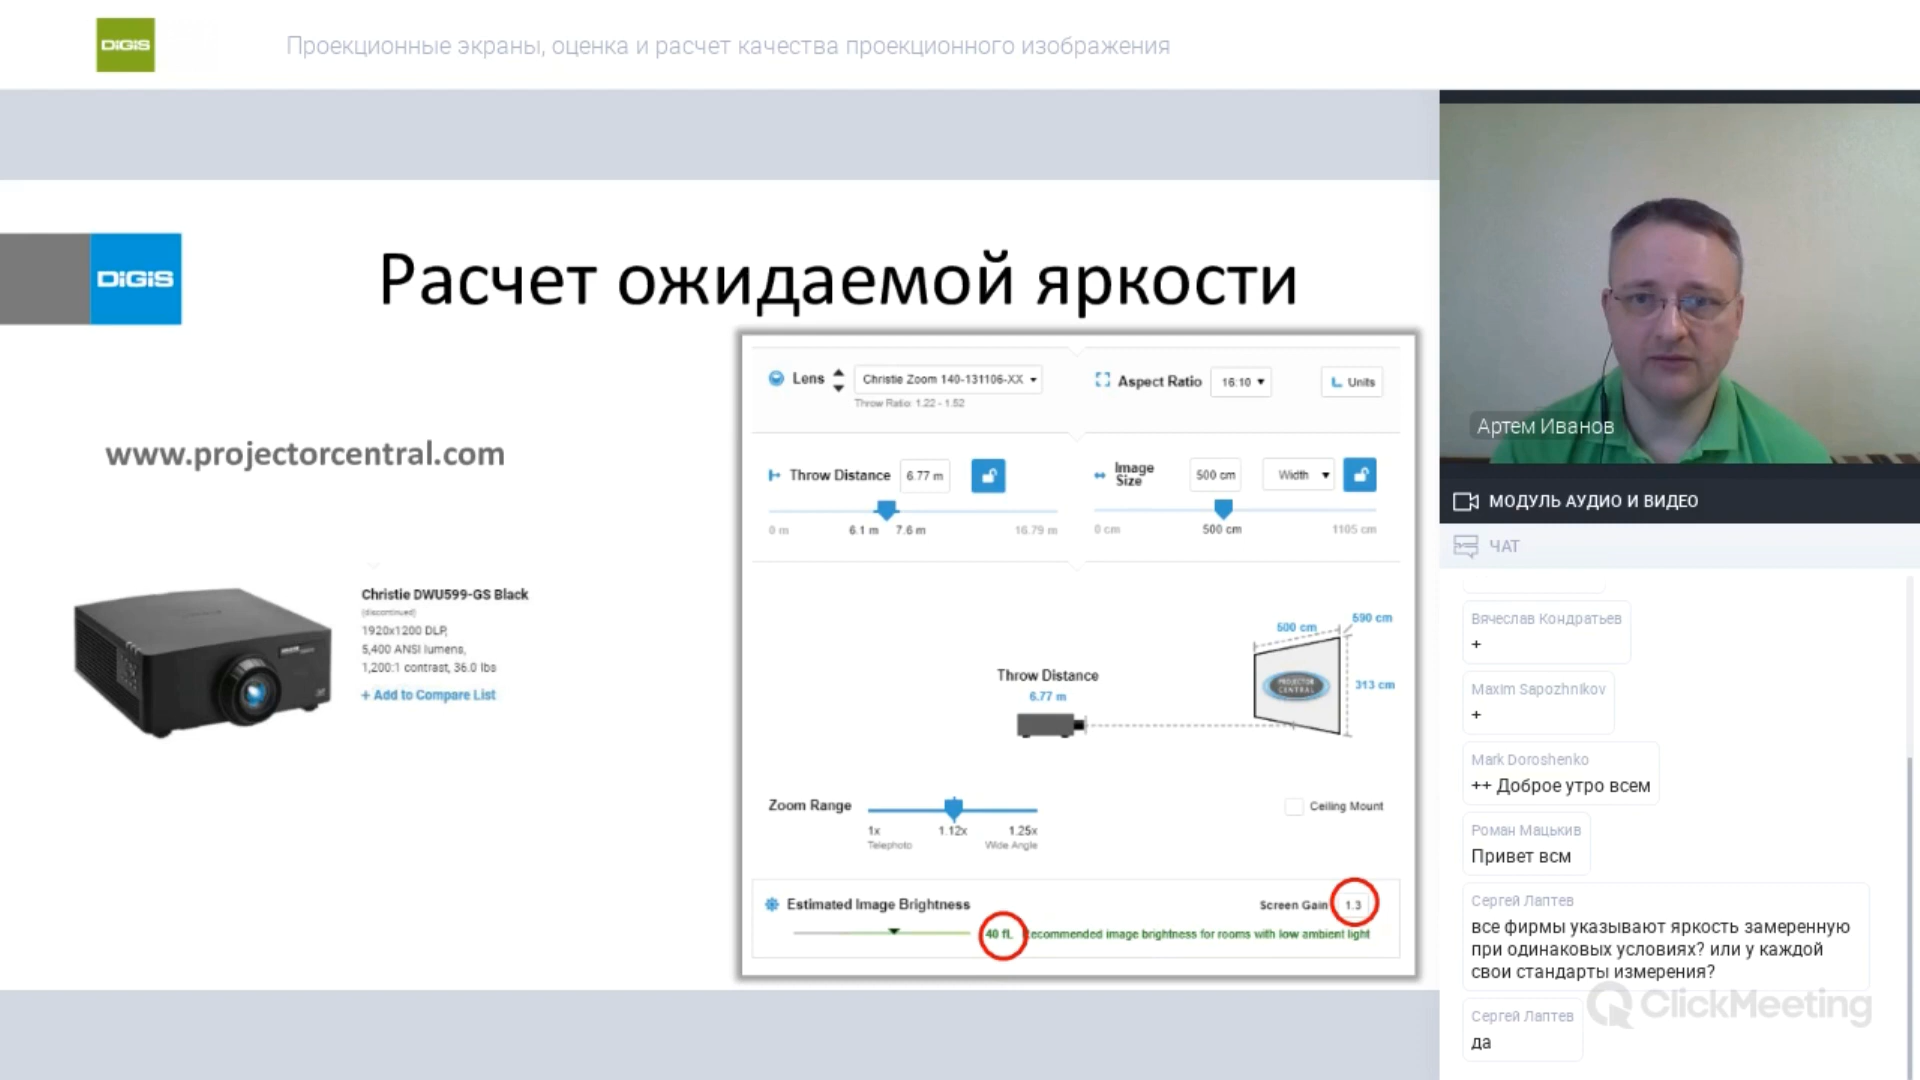 DiGiS
Проекционные экраны, оценка и расчет качества проекционного изображения
DiGiS
Расчет ожидаемой яркости
www.projectorcentral.com
Christie DWU599-GS Black
(discontinued)
1920x1200 DLP,
5,400 ANSI lumens,
1,200:1 contrast, 36.0 lbs
+ Add to Compare List
Lens
Christie Zoom 140-131106-XX
Throw Ratio: 1.22 - 1.52
Aspect Ratio
16:10
Units
Throw Distance
6.77 m
0 m
6.1 m
7.6 m
16.79 m
Image Size
500 cm
Width
0 cm
500 cm
1105 cm
Throw Distance
6.77 m
500 cm
590 cm
313 cm
PROJECTOR
CENTRAL
Zoom Range
1x
1.12x
1.25x
Telephoto
Wide Angle
Ceiling Mount
Estimated Image Brightness
Screen Gain
1.3
40 fL
Recommended image brightness for rooms with low ambient light
Артем Иванов
МОДУЛЬ АУДИО И ВИДЕО
ЧАТ
Вячеслав Кондратьев
+
Maxim Sapozhnikov
+
Mark Doroshenko
++ Доброе утро всем
Роман Мацькив
Привет всм
Сергей Лаптев
все фирмы указывают яркость замеренную
при одинаковых условиях? или у каждой
свои стандарты измерения?
Сергей Лаптев
да
ClickMeeting